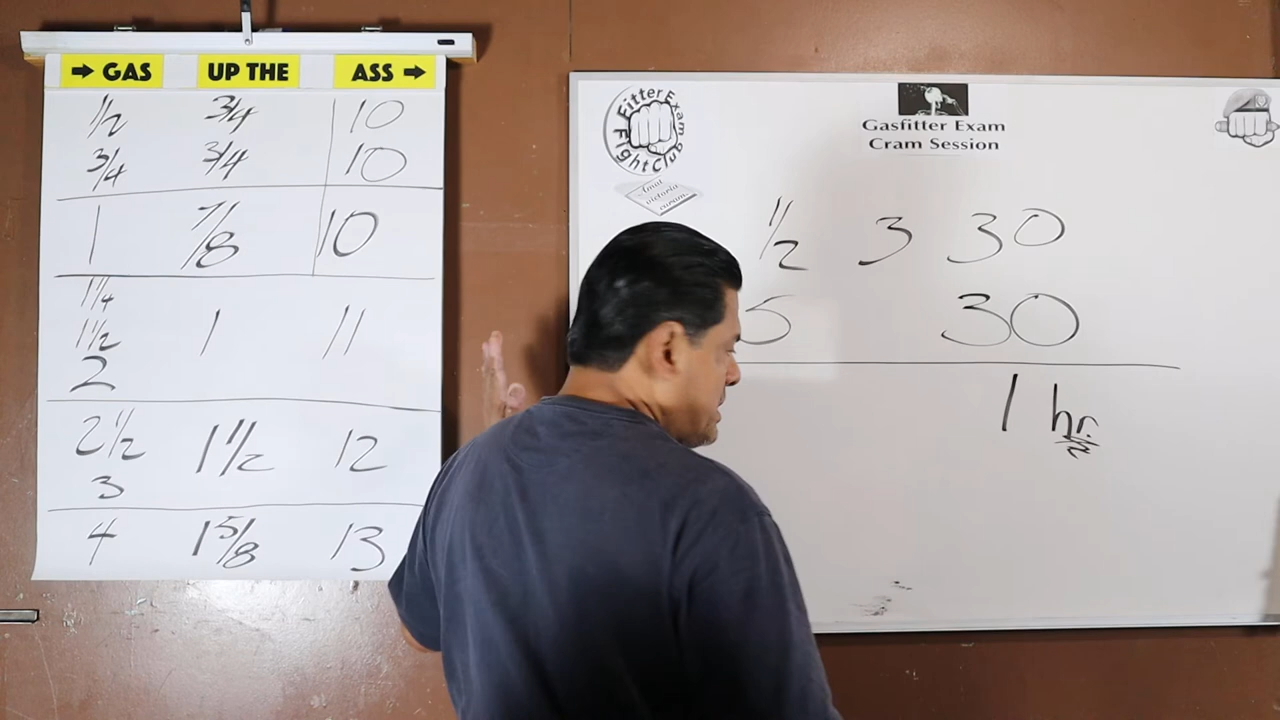 ➔ GAS UP THE ASS ➔
1/2 3/4 10
3/4 3/4 10
1 7/8 10
1 1/4
1 1/2 1 11
2
2 1/2 1 1/2 12
3
4 1 5/8 13
Fitter Exam
Fight Club
Amat
victoria
curam
Gasfitter Exam
Cram Session
1/2 3 30
5 30
1 hr.